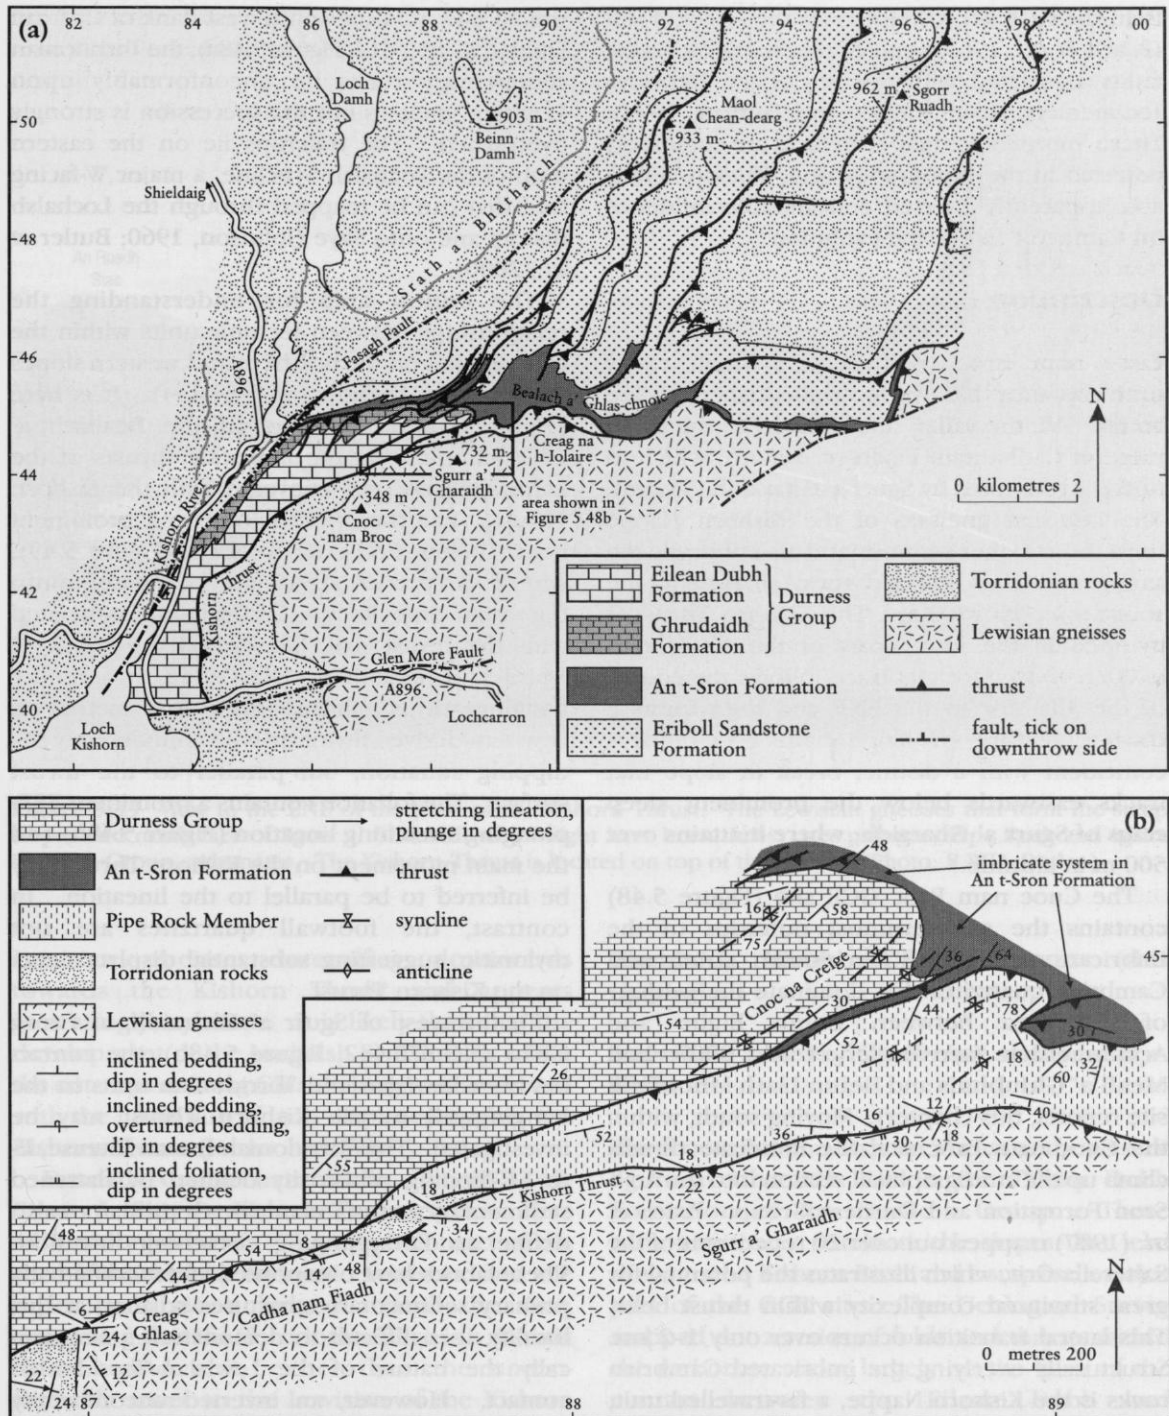 (a)
82
84
86
88
90
92
94
96
98
00
50
48
46
44
42
40
Loch
Damh
903 m
Beinn
Damh
Maol
Chean-dearg
933 m
962 m
Sgorr
Ruadh
Shieldaig
Srath a' Bhathaich
Fasagh Fault
A896
Bealach a' Ghlas-chnoic
Creag na
h-Iolaire
732 m
Sgurr a'
Gharaidh
area shown in
Figure 5.48b
348 m
Cnoc
nam Broc
Kishorn River
Kishorn Thrust
Glen More Fault
A896
Lochcarron
Loch
Kishorn
N
0 kilometres 2
Eilean Dubh
Formation
Ghrudaidh
Formation
Durness
Group
An t-Sron Formation
Eriboll Sandstone
Formation
Torridonian rocks
Lewisian gneisses
thrust
fault, tick on
downthrow side
(b)
Durness Group
An t-Sron Formation
Pipe Rock Member
Torridonian rocks
Lewisian gneisses
inclined bedding,
dip in degrees
inclined bedding,
overturned bedding,
dip in degrees
inclined foliation,
dip in degrees
stretching lineation,
plunge in degrees
thrust
syncline
anticline
imbricate system in
An t-Sron Formation
Cnoc na Creige
Kishorn Thrust
Sgurr a' Gharaidh
Cadha nam Fiadh
Creag
Ghlas
48
16
58
75
36
64
45
30
44
78
54
52
30
18
32
60
26
52
16
12
40
36
30
18
18
22
55
18
34
48
54
8
14
48
44
6
24
12
22
24
87
88
89
N
0 metres 200